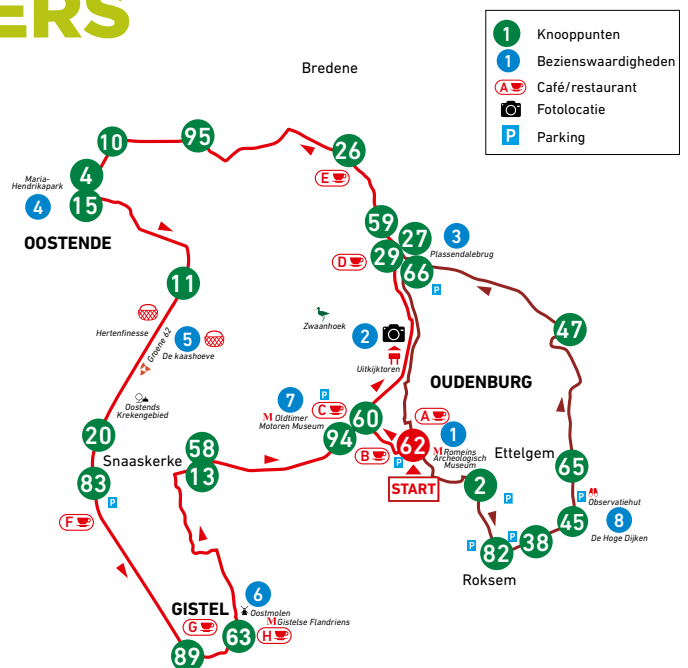 ERS
1 Knooppunten
1 Bezienswaardigheden
A Café/restaurant
Fotolocatie
P Parking
Bredene
10
95
26
E
4
Maria-
Hendrikapark
4
15
OOSTENDE
59
27
3
Plassendalebrug
29
D
66
P
11
Hertenfinesse
Groene 62
5
De kaashoeve
Zwaanhoek
2
Uitkijktoren
47
OUDENBURG
Oostends
Krekengebied
7
P
M Oldtimer
Motoren Museum
C
60
A
20
58
94
62
1
M Romeins
Archeologisch
Museum
B
P
START
Ettelgem
Snaaskerke
13
83
P
F
2
P
65
P
Observatiehut
8
De Hoge Dijken
45
P
38
P
82
Roksem
6
Oostmolen
GISTEL
M Gistelse Flandriens
G
63
H
89